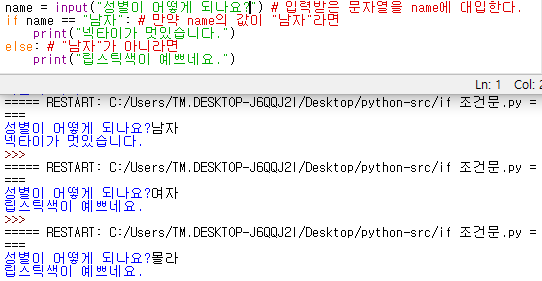 name = input("성별이 어떻게 되나요?") # 입력받은 문자열을 name에 대입한다.
if name == "남자": # 만약 name의 값이 "남자"라면
    print("넥타이가 멋있습니다.")
else: # "남자"가 아니라면
    print("립스틱색이 예쁘네요.")
Ln: 1 Col: 2
===== RESTART: C:/Users/TM.DESKTOP-J6QQJ2I/Desktop/python-src/if 조건문.py =
===
성별이 어떻게 되나요?남자
넥타이가 멋있습니다.
>>>
===== RESTART: C:/Users/TM.DESKTOP-J6QQJ2I/Desktop/python-src/if 조건문.py =
===
성별이 어떻게 되나요?여자
립스틱색이 예쁘네요.
>>>
===== RESTART: C:/Users/TM.DESKTOP-J6QQJ2I/Desktop/python-src/if 조건문.py =
===
성별이 어떻게 되나요?몰라
립스틱색이 예쁘네요.